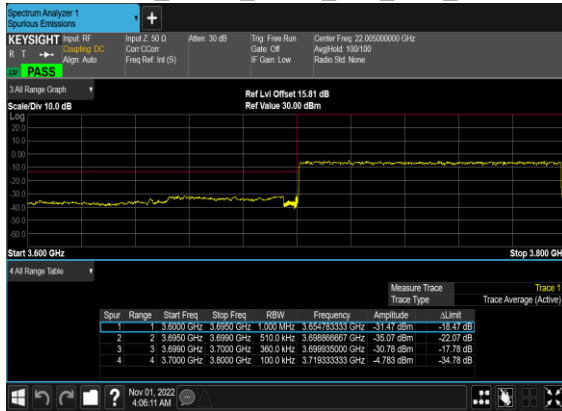 Spectrum Analyzer 1
Spurious Emissions
KEYSIGHT Input: RF Input Z: 50 Ω Atten: 30 dB Trig: Free Run Center Freq: 22.005000000 GHz
R T Coupling: DC Corr CCorr Gate: Off Avg|Hold: 100/100
Align: Auto Freq Ref: Int (S) IF Gain: Low Radio Std: None
LW PASS
3 All Range Graph Ref Lvl Offset 15.81 dB
Scale/Div 10.0 dB Ref Value 30.00 dBm
Log
20.0
10.0
0.00
-10.0
-20.0
-30.0
-40.0
-50.0
-60.0
Start 3.600 GHz Stop 3.800 GH
4 All Range Table
Measure Trace Trace 1
Trace Type Trace Average (Active)
Spur Range Start Freq Stop Freq RBW Frequency Amplitude ΔLimit
1 1 3.6000 GHz 3.6950 GHz 1.000 MHz 3.654783333 GHz -31.47 dBm -18.47 dB
2 2 3.6950 GHz 3.6990 GHz 510.0 kHz 3.698866667 GHz -35.07 dBm -22.07 dB
3 3 3.6990 GHz 3.7000 GHz 360.0 kHz 3.699935000 GHz -30.78 dBm -17.78 dB
4 4 3.7000 GHz 3.8000 GHz 100.0 kHz 3.719333333 GHz -4.783 dBm -34.78 dB
? Nov 01, 2022
4:06:11 AM